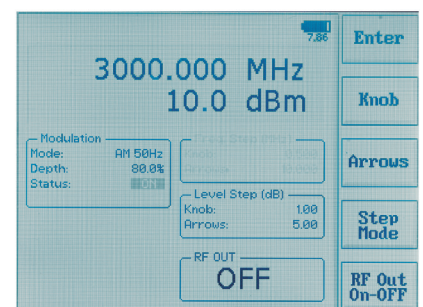 7.86
3000.000 MHz
10.0 dBm
Modulation
Mode: AM 50Hz
Depth: 80.0%
Status: ON
Level Step (dB)
Knob: 1.00
Arrows: 5.00
RF OUT
OFF
Enter
Knob
Arrows
Step
Mode
RF Out
On-OFF